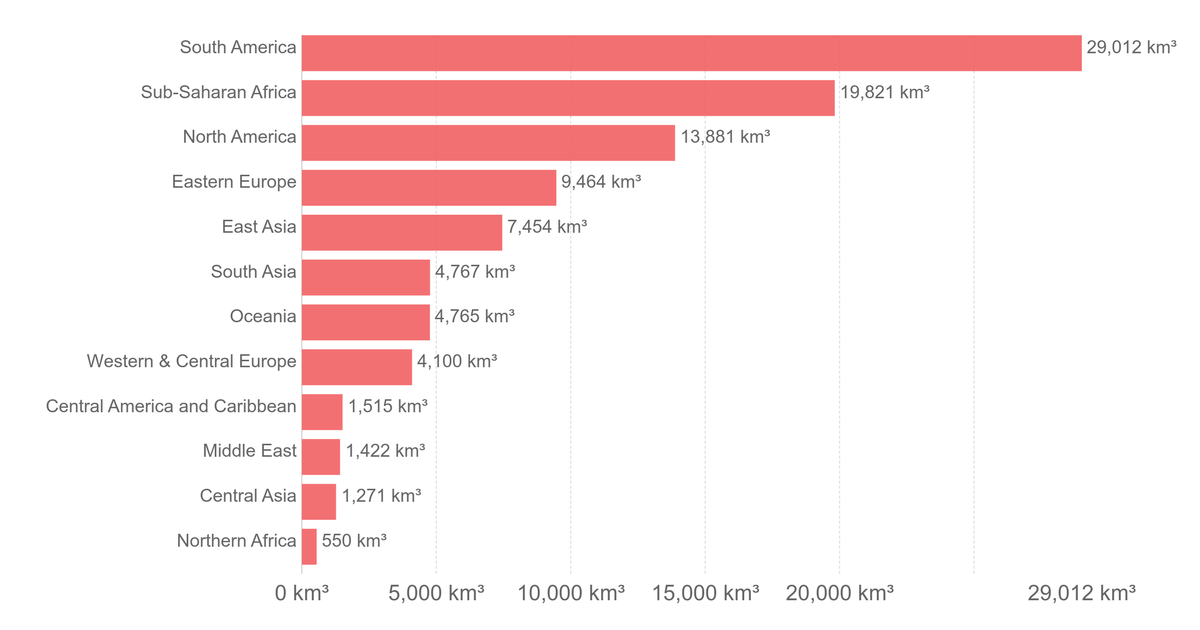 South America 29,012 km³
Sub-Saharan Africa 19,821 km³
North America 13,881 km³
Eastern Europe 9,464 km³
East Asia 7,454 km³
South Asia 4,767 km³
Oceania 4,765 km³
Western & Central Europe 4,100 km³
Central America and Caribbean 1,515 km³
Middle East 1,422 km³
Central Asia 1,271 km³
Northern Africa 550 km³
0 km³ 5,000 km³ 10,000 km³ 15,000 km³ 20,000 km³ 29,012 km³